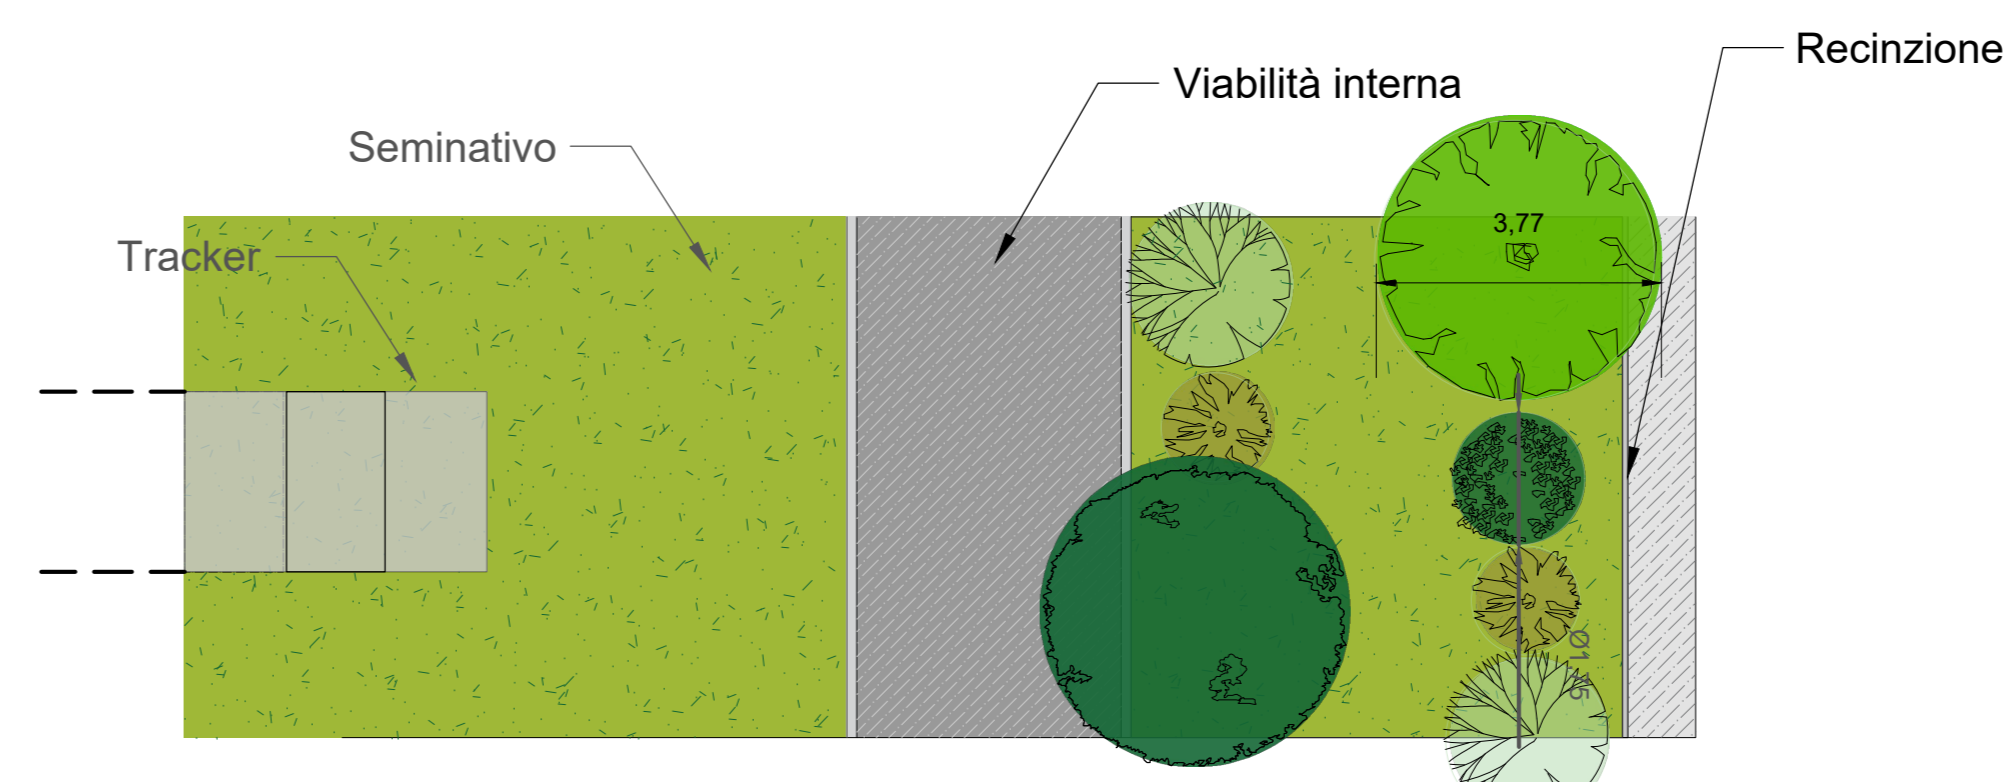 Recinzione
Viabilità interna
Seminativo
3,77
Tracker